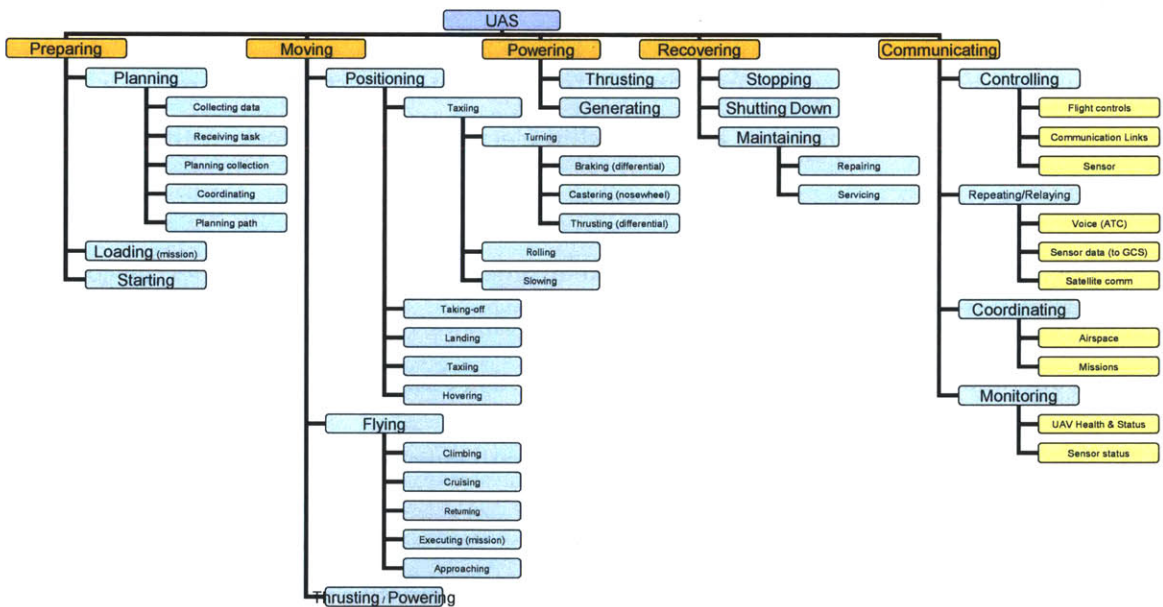 UAS
Preparing
Planning
Collecting data
Receiving task
Planning collection
Coordinating
Planning path
Loading (mission)
Starting
Moving
Positioning
Taxiing
Turning
Braking (differential)
Castering (nosewheel)
Thrusting (differential)
Rolling
Slowing
Taking-off
Landing
Taxiing
Hovering
Flying
Climbing
Cruising
Returning
Executing (mission)
Approaching
Thrusting / Powering
Powering
Thrusting
Generating
Recovering
Stopping
Shutting Down
Maintaining
Repairing
Servicing
Communicating
Controlling
Flight controls
Communication Links
Sensor
Repeating/Relaying
Voice (ATC)
Sensor data (to GCS)
Satellite comm
Coordinating
Airspace
Missions
Monitoring
UAV Health & Status
Sensor status